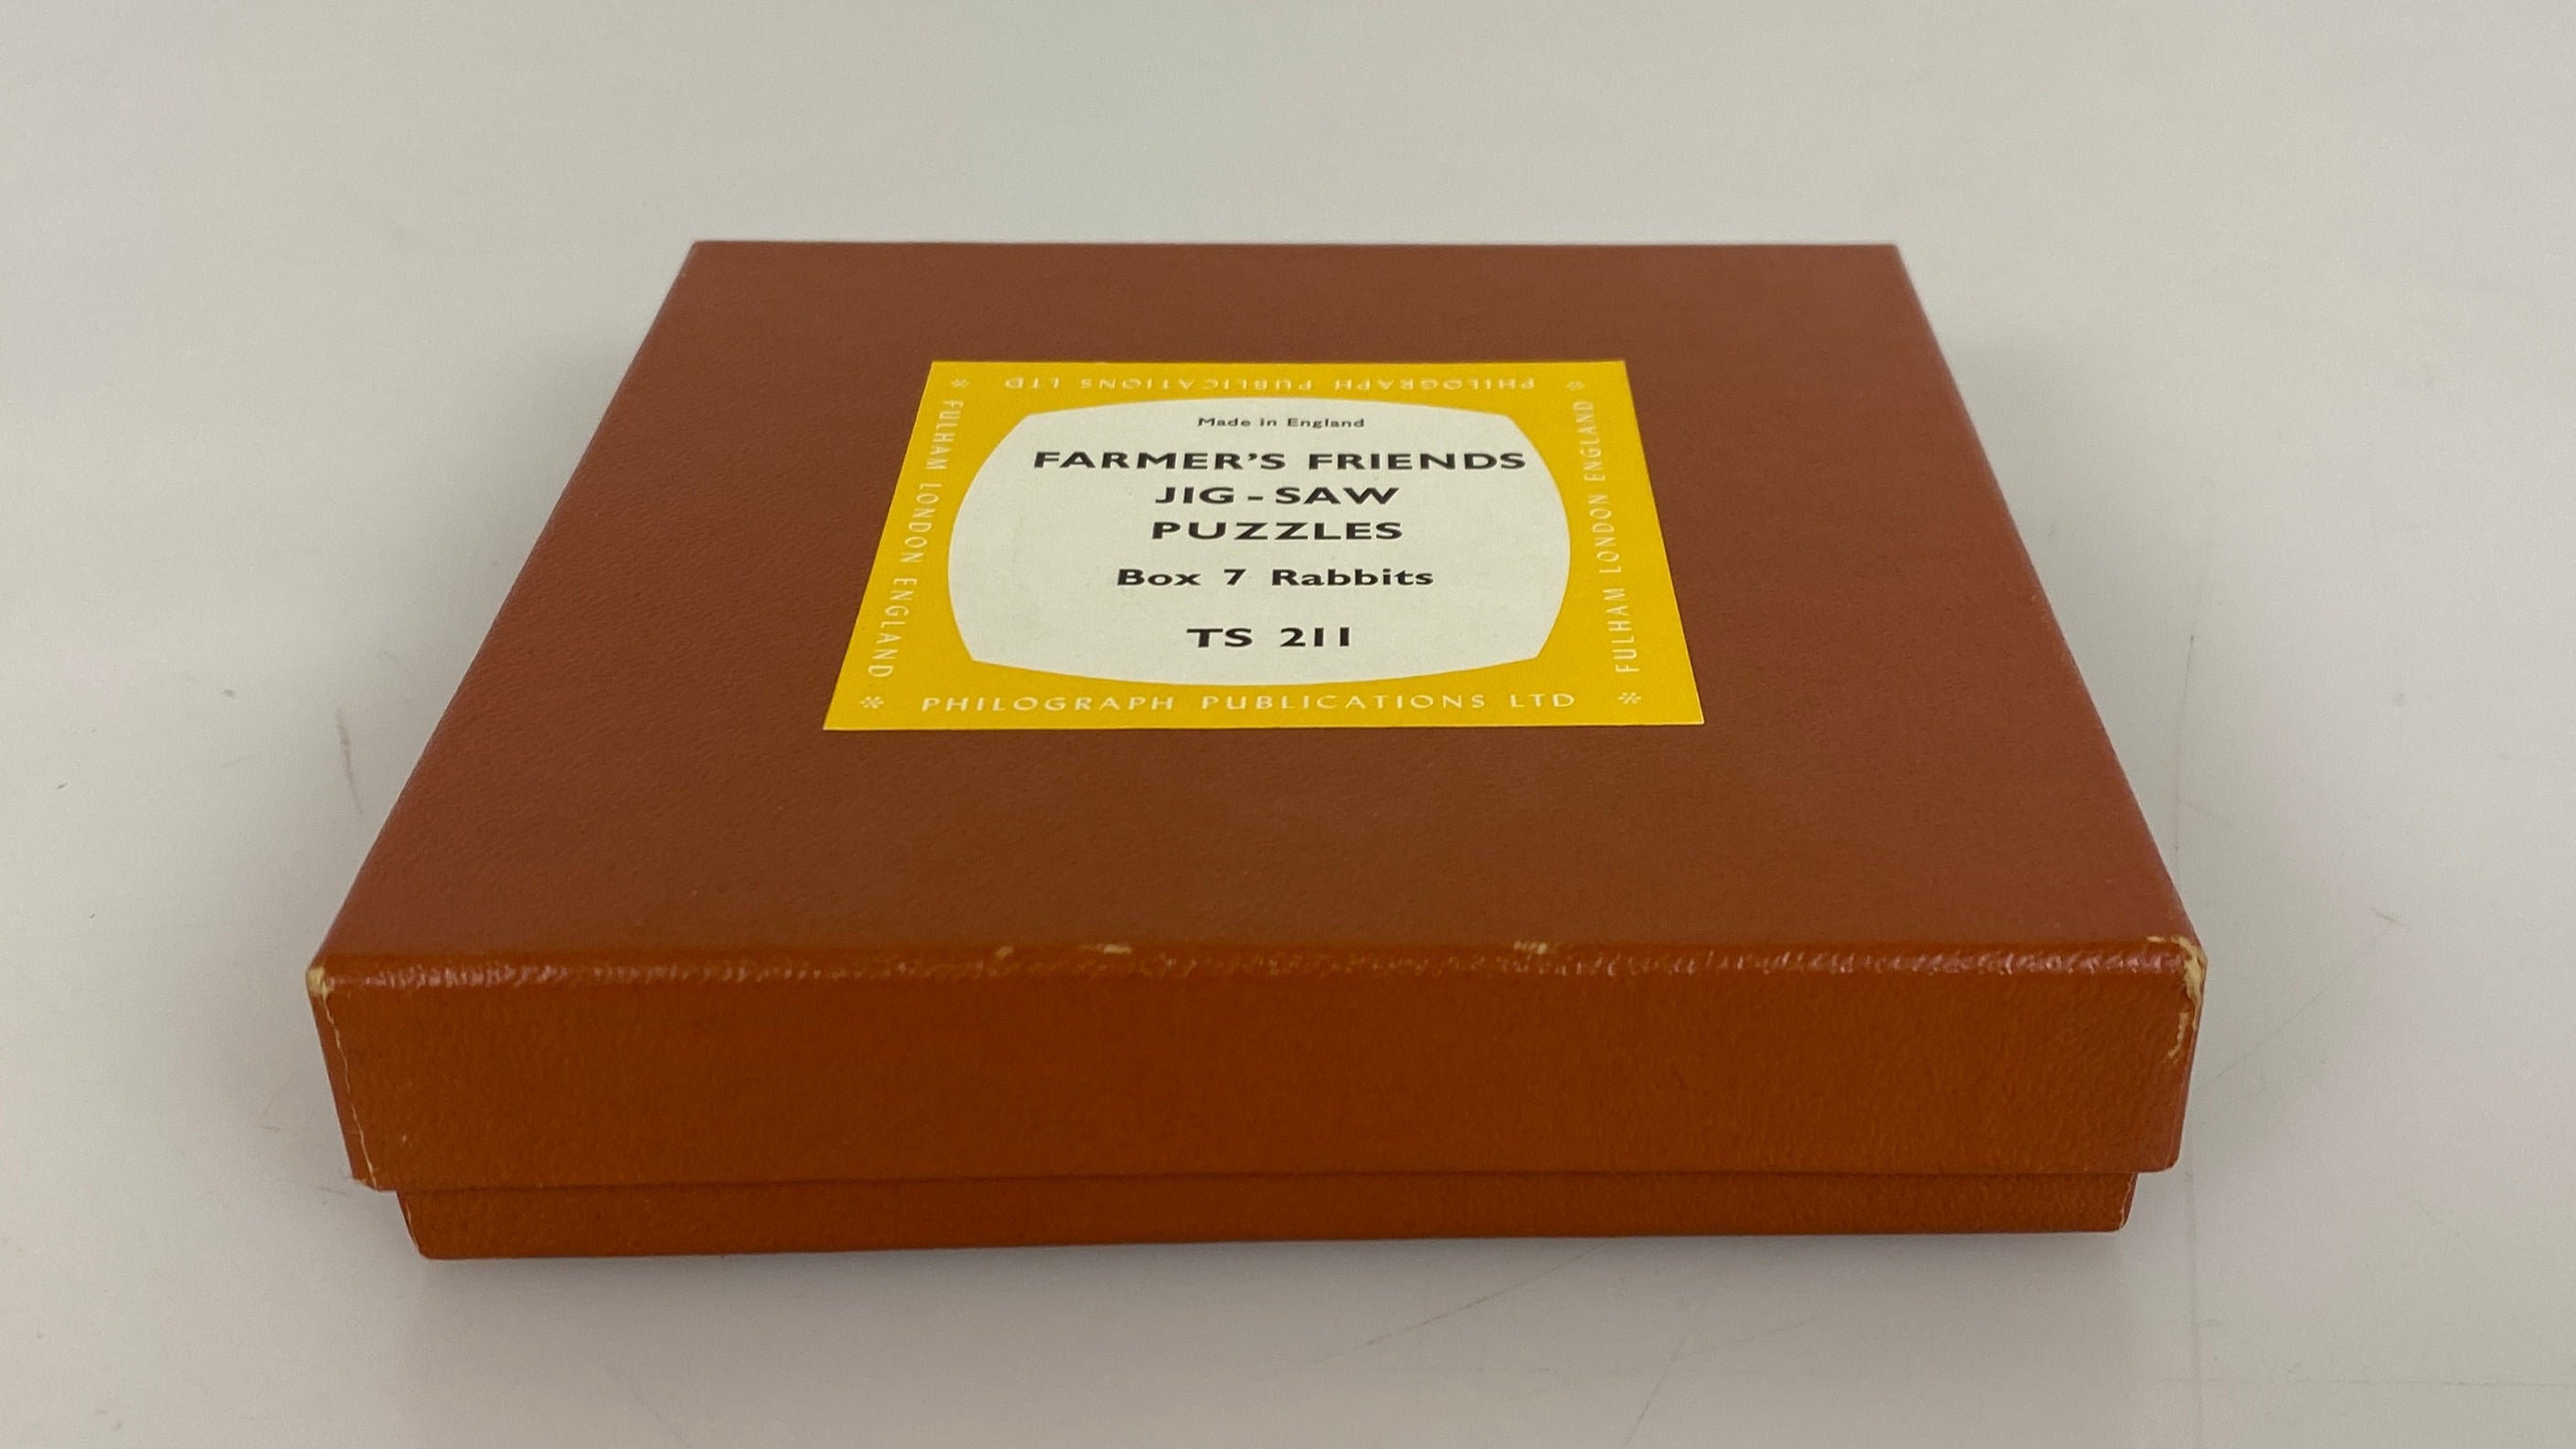 PHILOGRAPH PUBLICATIONS LTD
Made in England
FARMER'S FRIENDS
JIG-SAW
PUZZLES
Box 7 Rabbits
TS 211
FULHAM LONDON ENGLAND
FULHAM LONDON ENGLAND
PHILOGRAPH PUBLICATIONS LTD